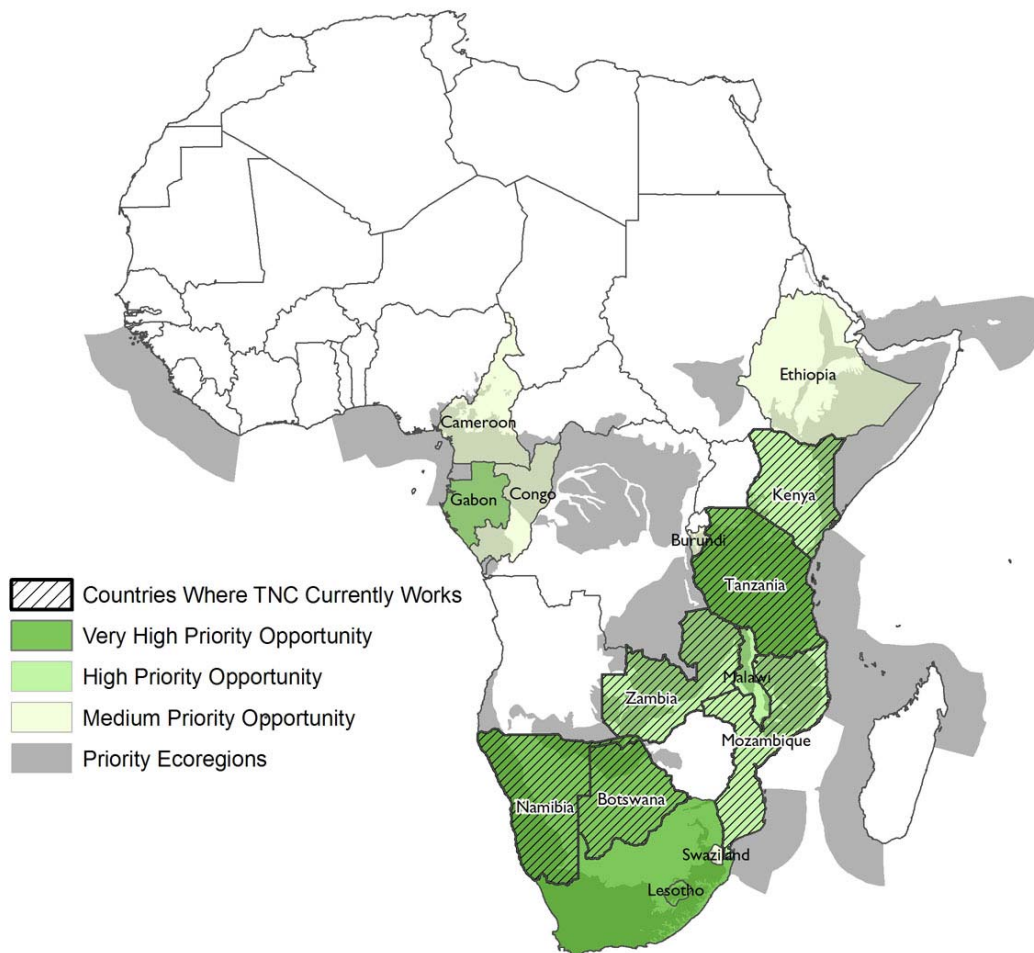 Ethiopia
Cameroon
Kenya
Gabon
Congo
Burundi
Tanzania
Countries Where TNC Currently Works
Very High Priority Opportunity
High Priority Opportunity
Medium Priority Opportunity
Priority Ecoregions
Malawi
Zambia
Mozambique
Namibia
Botswana
Swaziland
Lesotho